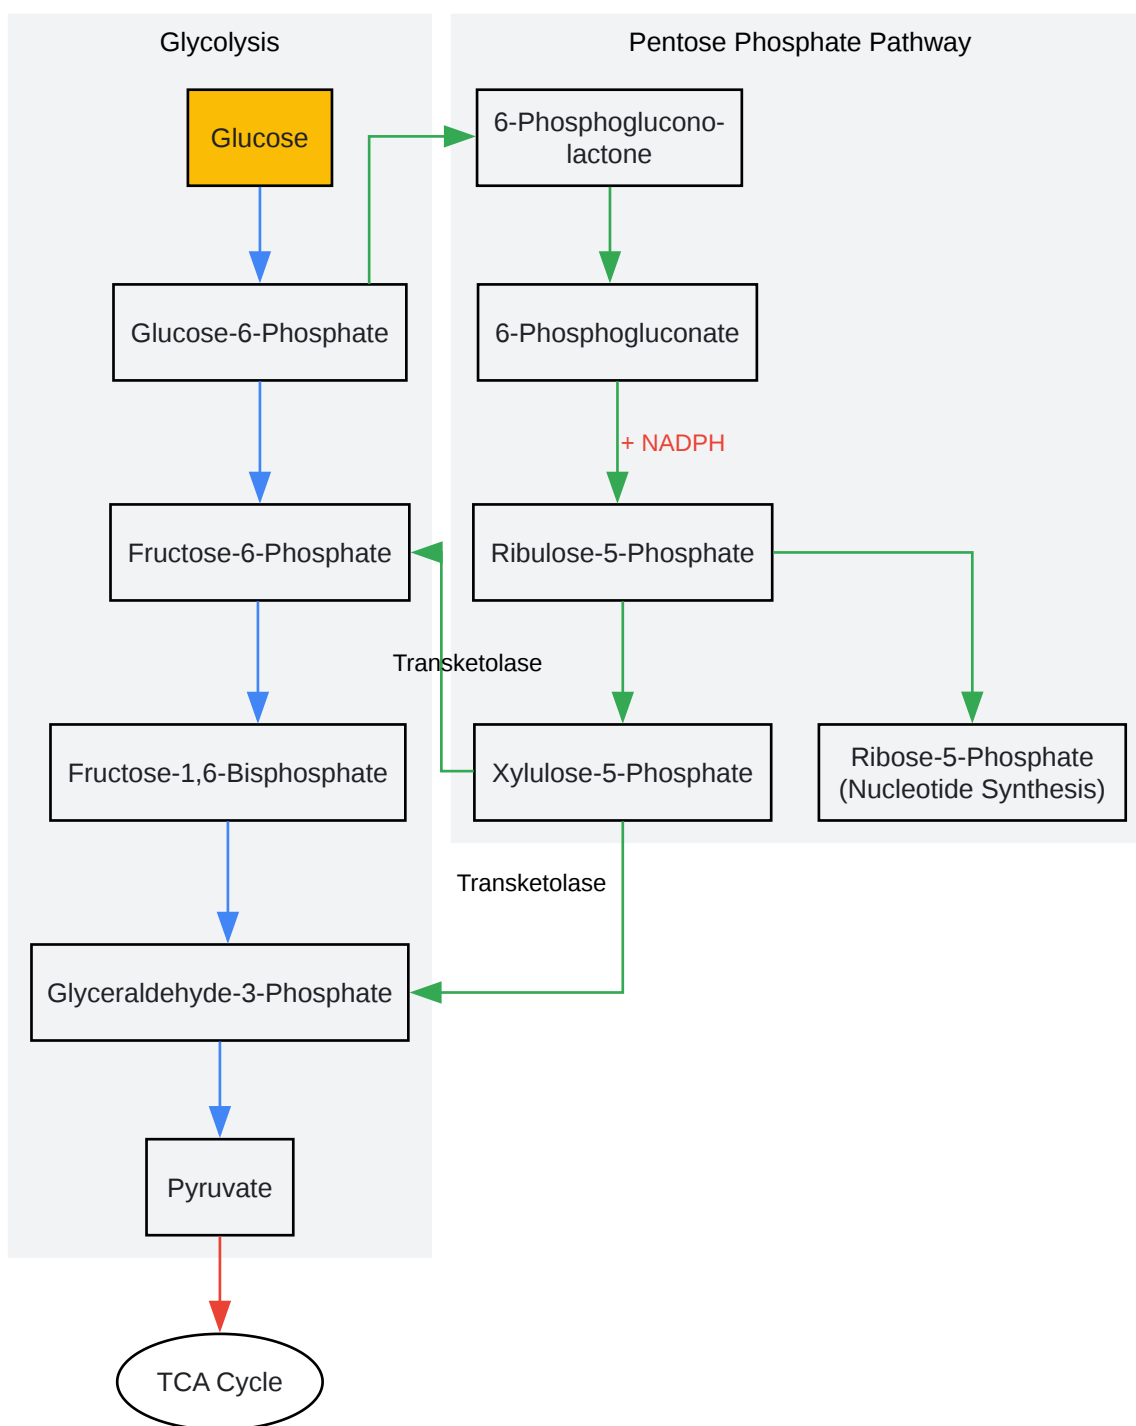 Glycolysis
Pentose Phosphate Pathway
Glucose
6-Phosphoglucono-
lactone
Glucose-6-Phosphate
6-Phosphogluconate
+ NADPH
Fructose-6-Phosphate
Ribulose-5-Phosphate
Transketolase
Fructose-1,6-Bisphosphate
Xylulose-5-Phosphate
Ribose-5-Phosphate
(Nucleotide Synthesis)
Transketolase
Glyceraldehyde-3-Phosphate
Pyruvate
TCA Cycle